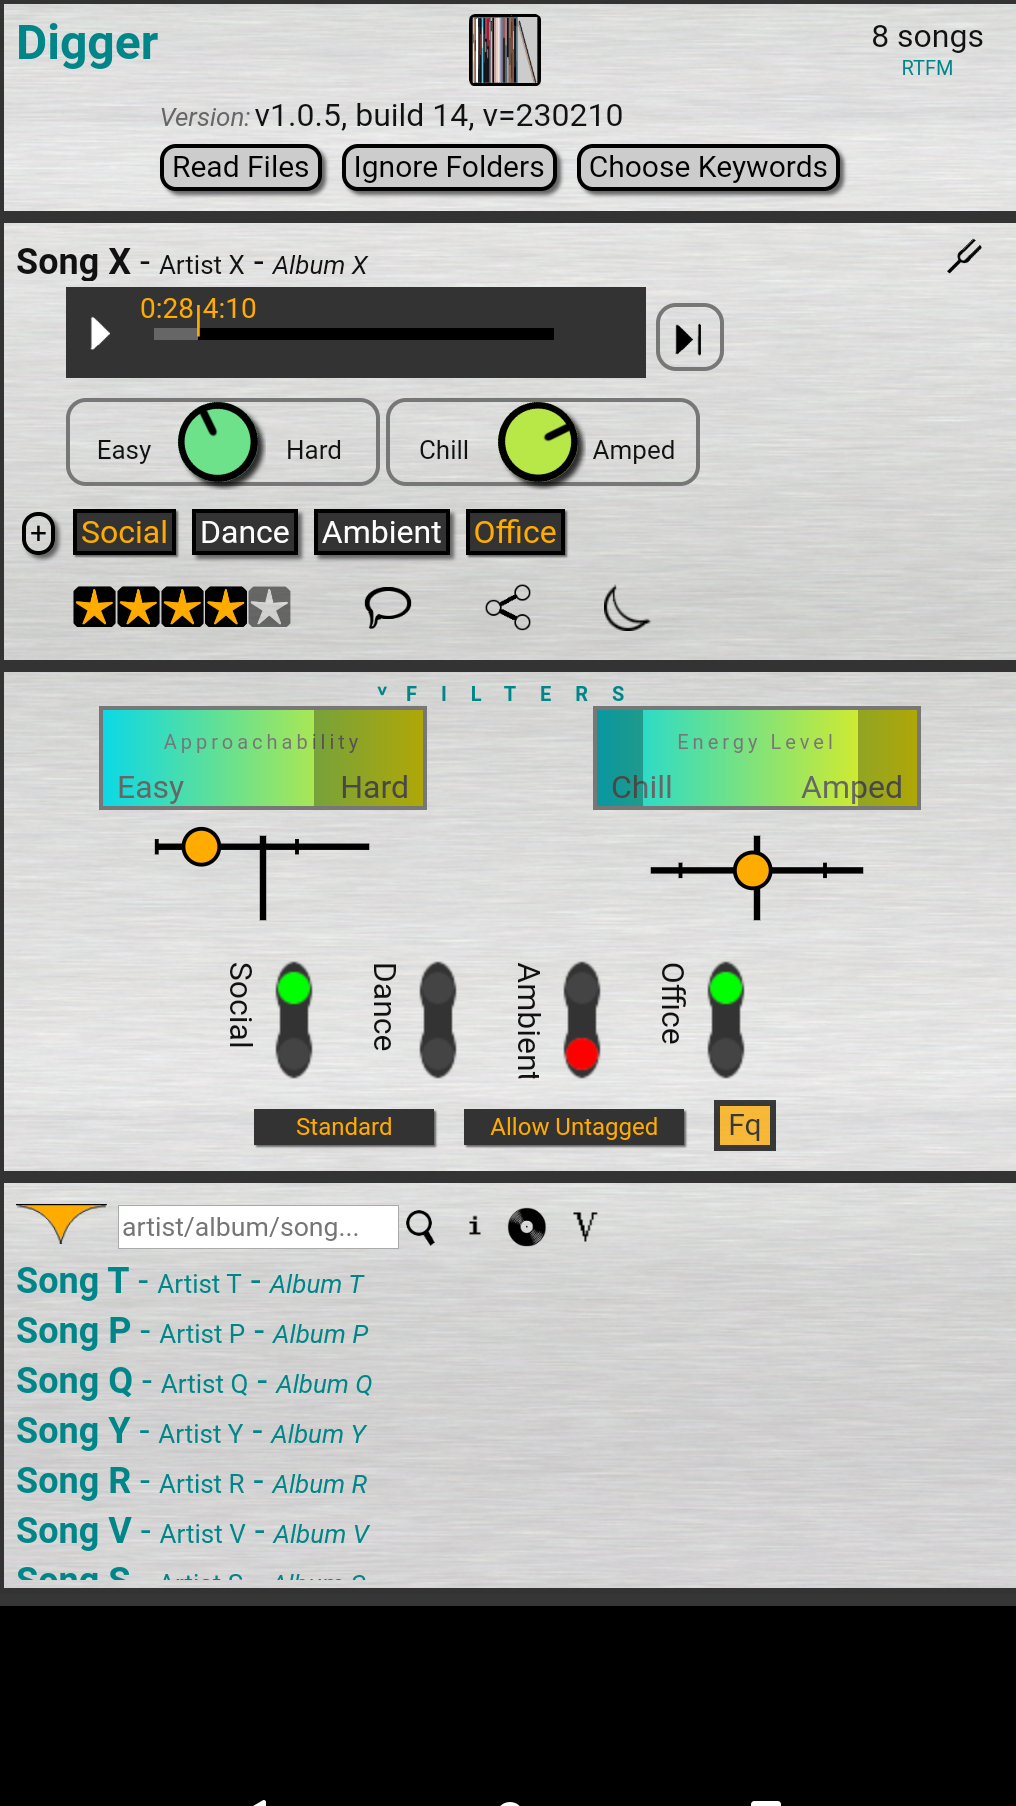 Digger
8 songs
RTFM
Version: v1.0.5, build 14, v=230210
Read Files Ignore Folders Choose Keywords
Song X - Artist X - Album X
0:28 4:10
Easy Hard Chill Amped
+ Social Dance Ambient Office
v F I L T E R S
Approachability Energy Level
Easy Hard Chill Amped
Social Dance Ambient Office
Standard Allow Untagged Fq
artist/album/song... i V
Song T - Artist T - Album T
Song P - Artist P - Album P
Song Q - Artist Q - Album Q
Song Y - Artist Y - Album Y
Song R - Artist R - Album R
Song V - Artist V - Album V
Song S - Artist S - Album S